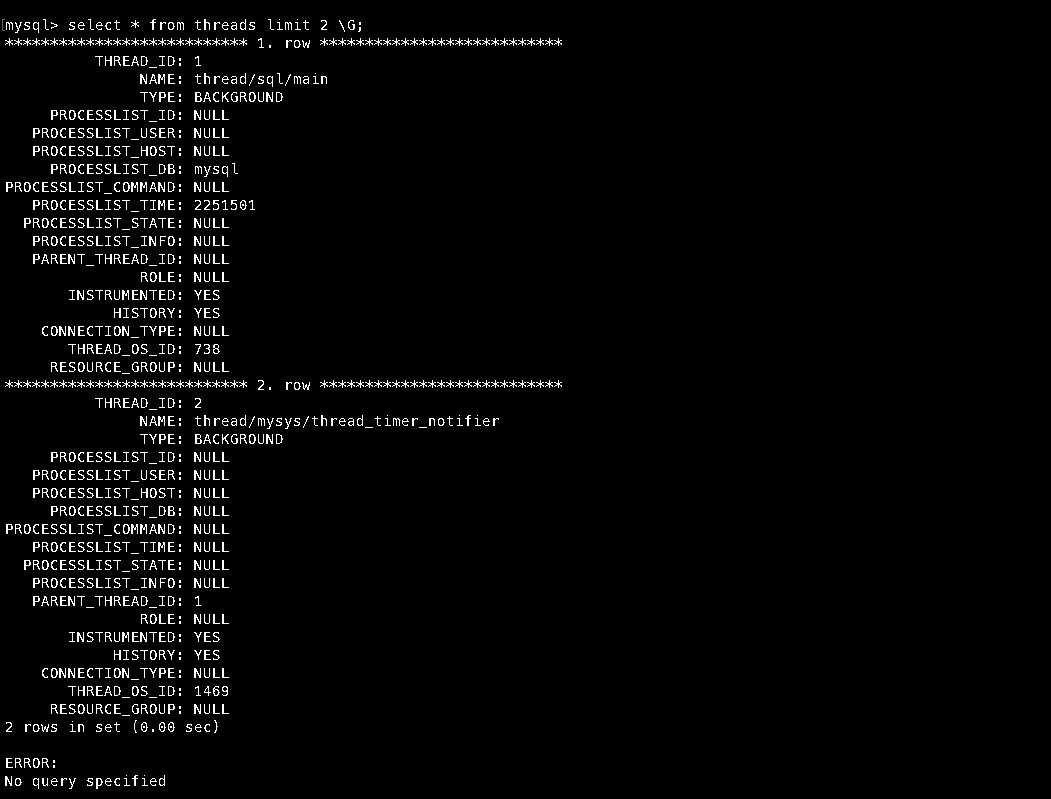 mysql> select * from threads limit 2 \G;
*************************** 1. row ***************************
THREAD_ID: 1
NAME: thread/sql/main
TYPE: BACKGROUND
PROCESSLIST_ID: NULL
PROCESSLIST_USER: NULL
PROCESSLIST_HOST: NULL
PROCESSLIST_DB: mysql
PROCESSLIST_COMMAND: NULL
PROCESSLIST_TIME: 2251501
PROCESSLIST_STATE: NULL
PROCESSLIST_INFO: NULL
PARENT_THREAD_ID: NULL
ROLE: NULL
INSTRUMENTED: YES
HISTORY: YES
CONNECTION_TYPE: NULL
THREAD_OS_ID: 738
RESOURCE_GROUP: NULL
*************************** 2. row ***************************
THREAD_ID: 2
NAME: thread/mysys/thread_timer_notifier
TYPE: BACKGROUND
PROCESSLIST_ID: NULL
PROCESSLIST_USER: NULL
PROCESSLIST_HOST: NULL
PROCESSLIST_DB: NULL
PROCESSLIST_COMMAND: NULL
PROCESSLIST_TIME: NULL
PROCESSLIST_STATE: NULL
PROCESSLIST_INFO: NULL
PARENT_THREAD_ID: 1
ROLE: NULL
INSTRUMENTED: YES
HISTORY: YES
CONNECTION_TYPE: NULL
THREAD_OS_ID: 1469
RESOURCE_GROUP: NULL
2 rows in set (0.00 sec)
ERROR:
No query specified